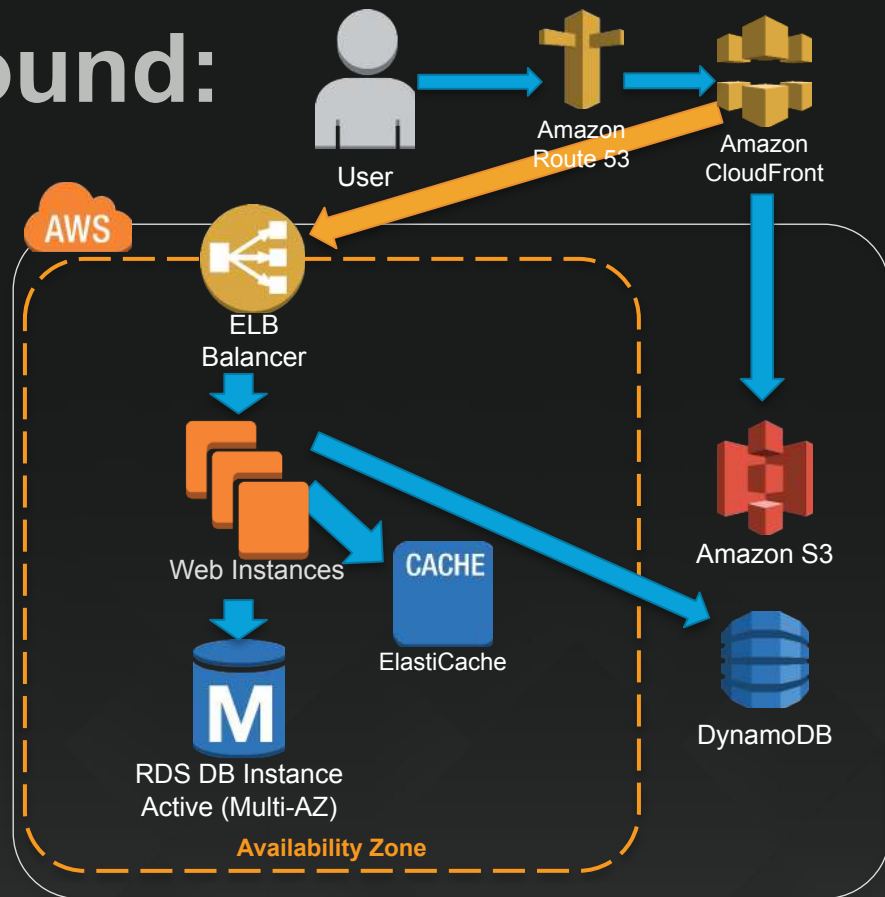 ound:
User
Amazon
Route 53
Amazon
CloudFront
AWS
ELB
Balancer
Web Instances
CACHE
ElastiCache
Amazon S3
DynamoDB
M
RDS DB Instance
Active (Multi-AZ)
Availability Zone